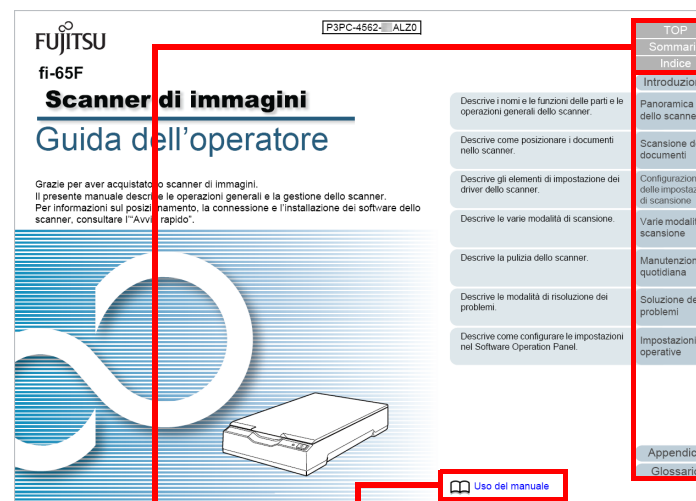 P3PC-4562- ALZ0
FUJITSU
fi-65F
Scanner di immagini
Guida dell'operatore
Grazie per aver acquistato lo scanner di immagini.
Il presente manuale descrive le operazioni generali e la gestione dello scanner.
Per informazioni sul posizionamento, la connessione e l'installazione dei software dello
scanner, consultare l'"Avvio rapido".
TOP
Sommari
Indice
Introduzion
Descrive i nomi e le funzioni delle parti e le
operazioni generali dello scanner.
Panoramica
dello scanne
Descrive come posizionare i documenti
nello scanner.
Scansione de
documenti
Descrive gli elementi di impostazione dei
driver dello scanner.
Configurazion
delle impostaz
di scansione
Descrive le varie modalità di scansione.
Varie modalit
scansione
Descrive la pulizia dello scanner.
Manutenzion
quotidiana
Descrive le modalità di risoluzione dei
problemi.
Soluzione de
problemi
Descrive come configurare le impostazioni
nel Software Operation Panel.
Impostazioni
operative
Appendic
Glossario
Uso del manuale